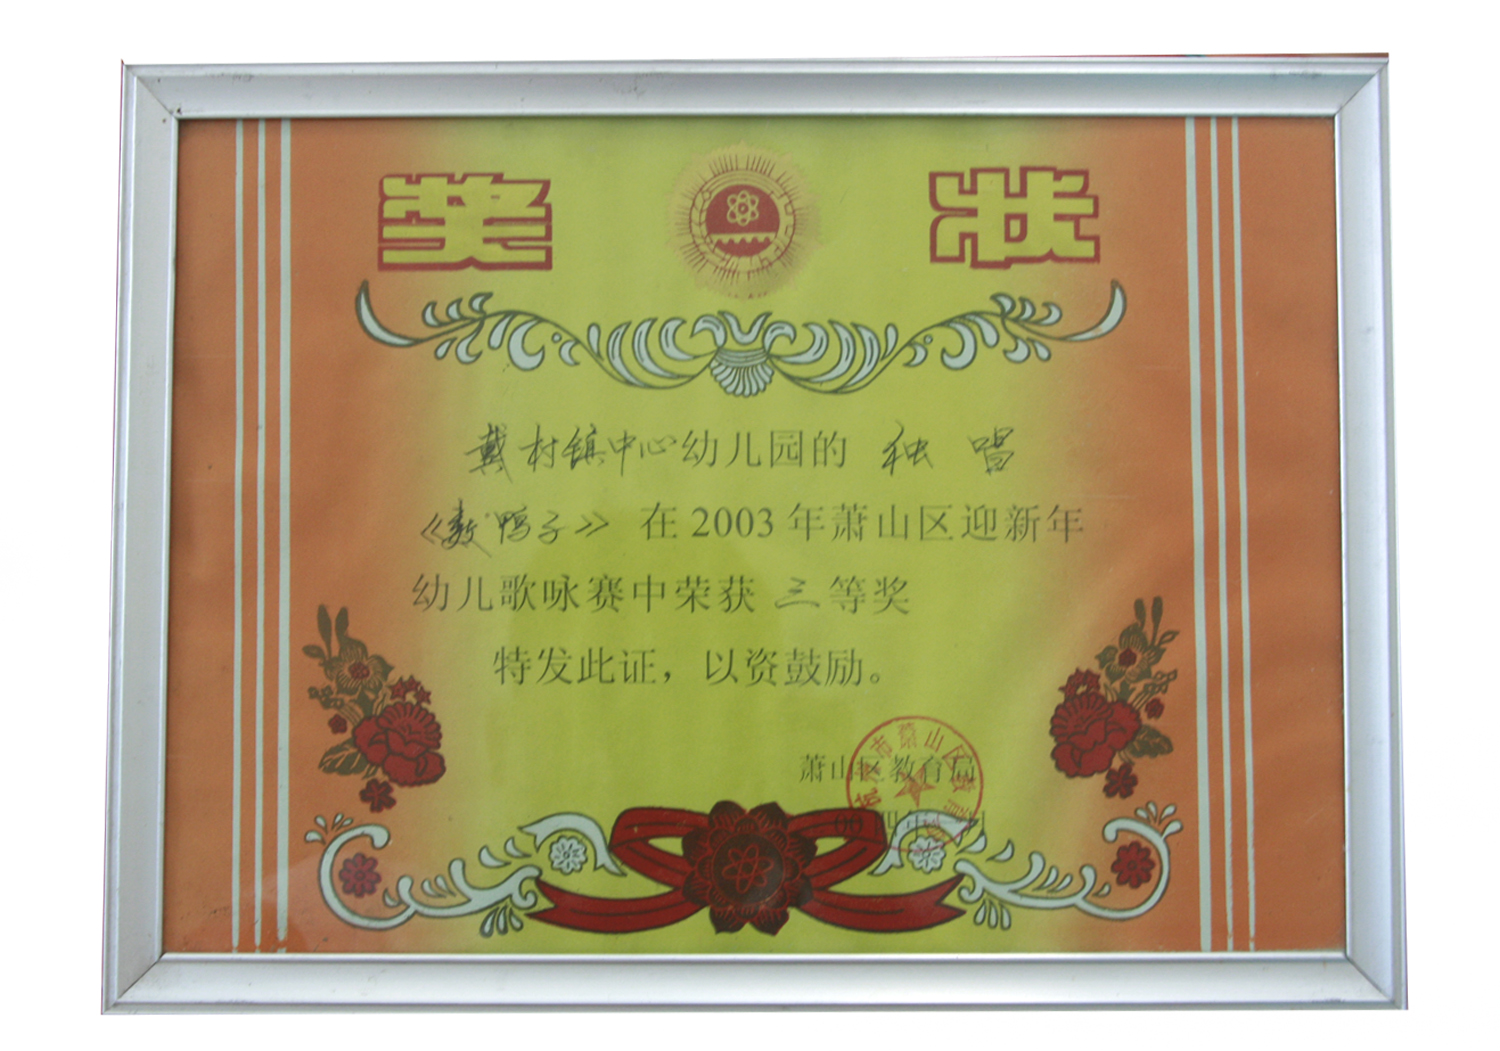 奖状
戴村镇中心幼儿园的 独 唱
《数鸭子》 在2003年萧山区迎新年
幼儿歌咏赛中荣获 三等奖
特发此证，以资鼓励。
萧山区教育局